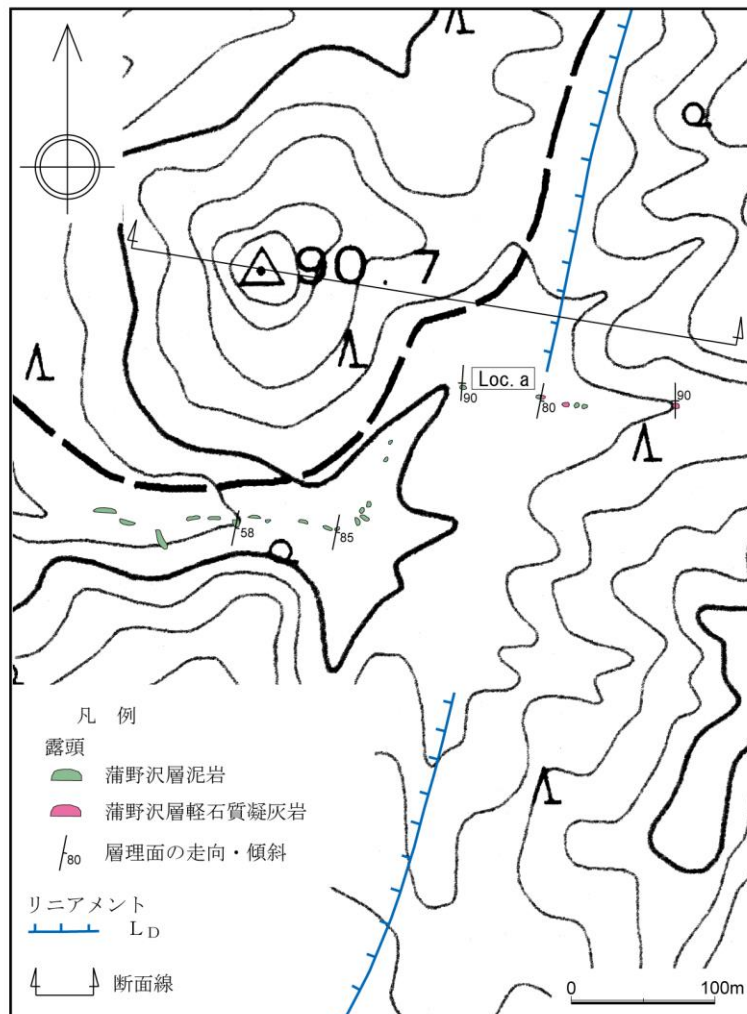 90.7
Loc. a
90
80
90
58
85
凡 例
露頭
蒲野沢層泥岩
蒲野沢層軽石質凝灰岩
80 層理面の走向・傾斜
リニアメント
LD
断面線
0 100m